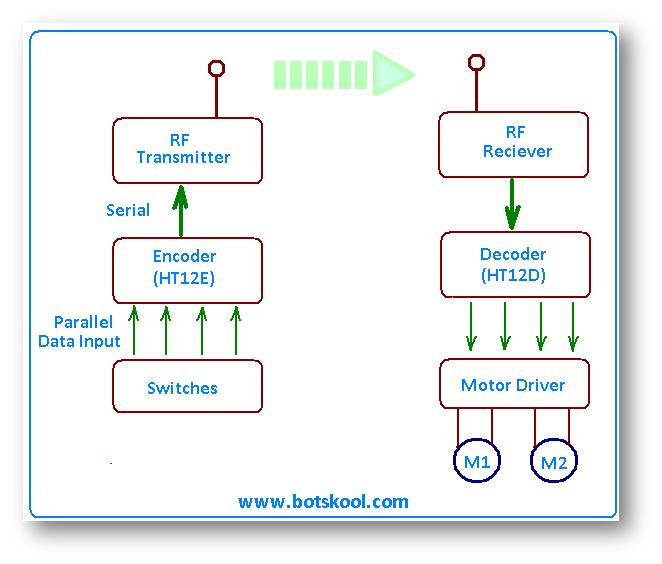 RF
Transmitter
Serial
Encoder
(HT12E)
Parallel
Data Input
Switches
RF
Reciever
Decoder
(HT12D)
Motor Driver
M1
M2
www.botskool.com